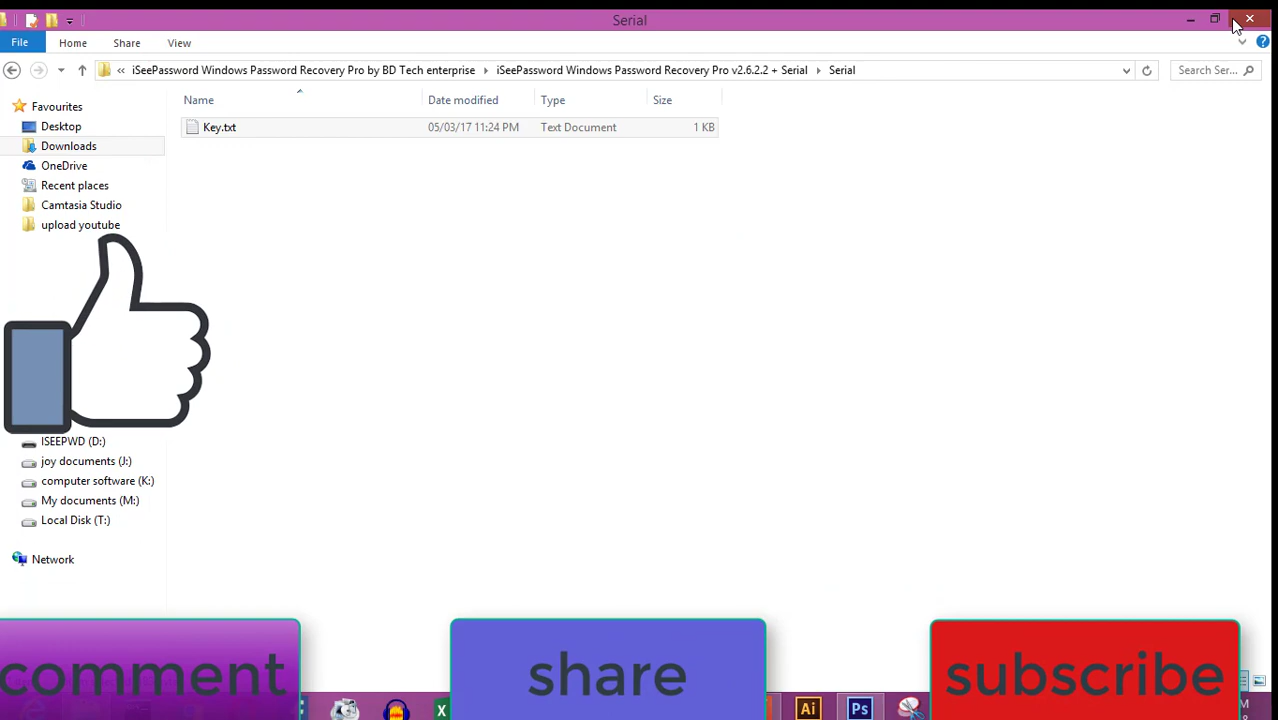 Serial
File Home Share View
« iSeePassword Windows Password Recovery Pro by BD Tech enterprise iSeePassword Windows Password Recovery Pro v2.6.2.2 + Serial Serial Search Ser...
Name Date modified Type Size
Key.txt 05/03/17 11:24 PM Text Document 1 KB
Favourites
Desktop
Downloads
OneDrive
Recent places
Camtasia Studio
upload youtube
ISEEPWD (D:)
joy documents (J:)
computer software (K:)
My documents (M:)
Local Disk (T:)
Network
comment share subscribe
Ai Ps